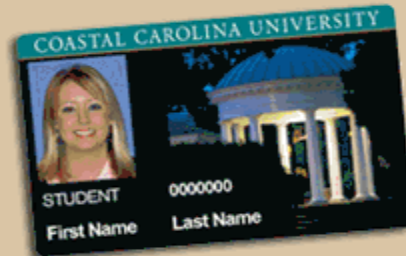 COASTAL CAROLINA UNIVERSITY
STUDENT 0000000
First Name Last Name